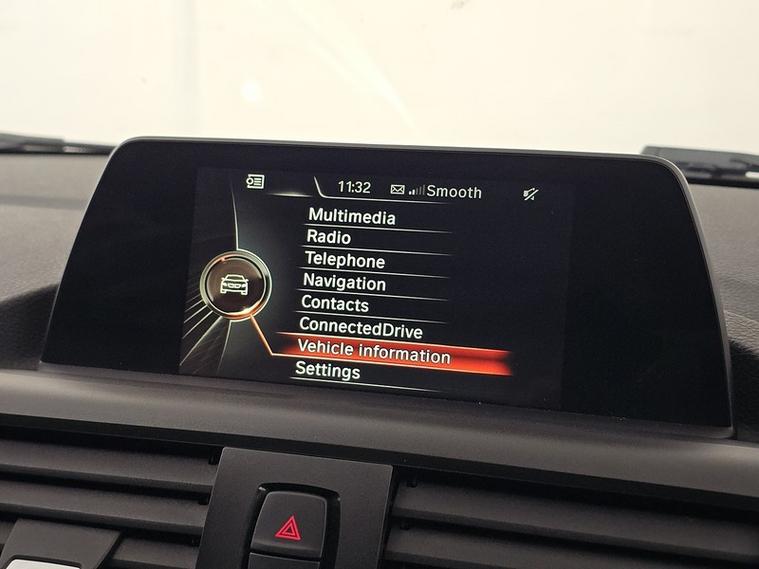 11:32 Smooth
Multimedia
Radio
Telephone
Navigation
Contacts
ConnectedDrive
Vehicle information
Settings